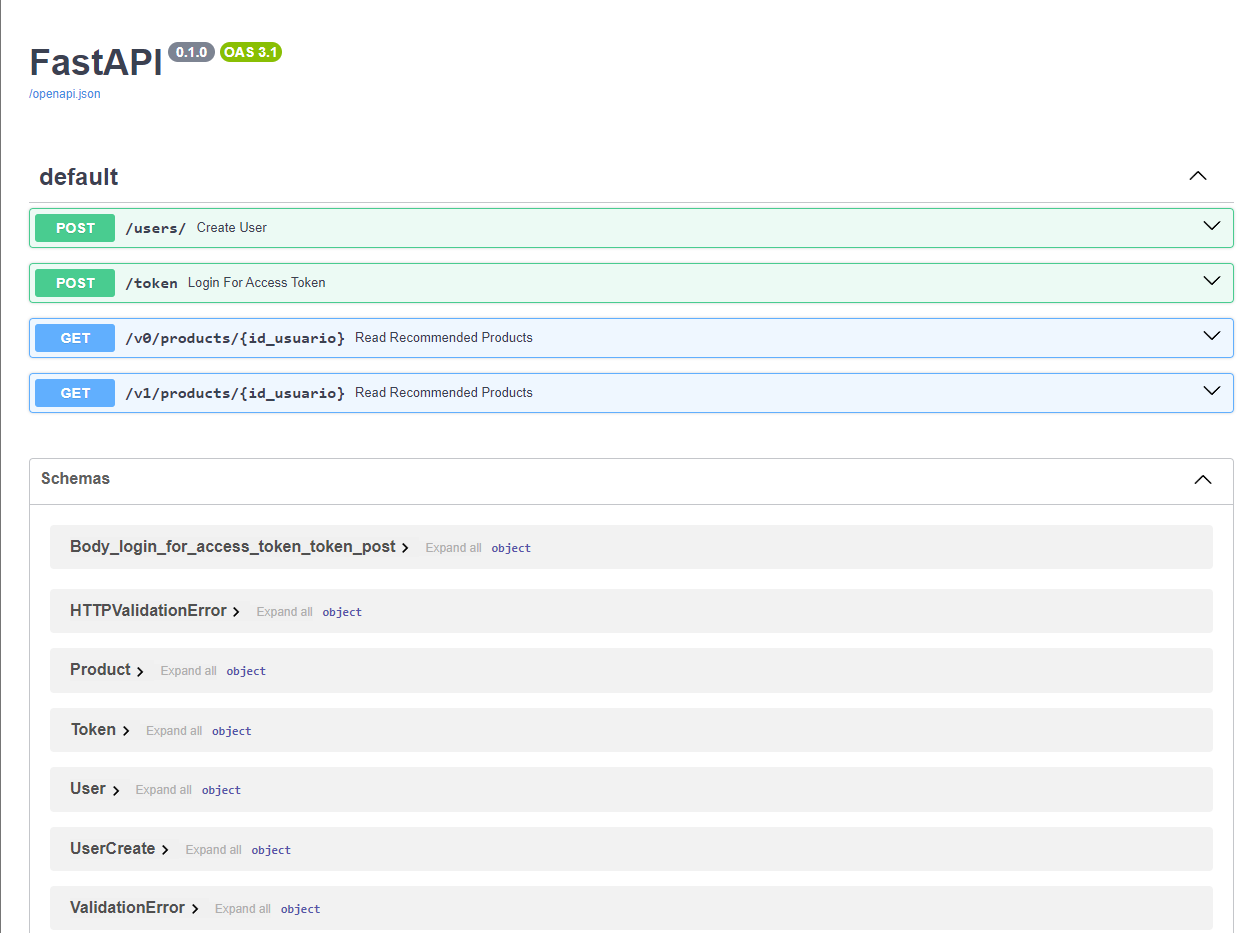 FastAPI 0.1.0 OAS 3.1
/openapi.json
default
POST /users/ Create User
POST /token Login For Access Token
GET /v0/products/{id_usuario} Read Recommended Products
GET /v1/products/{id_usuario} Read Recommended Products
Schemas
Body_login_for_access_token_token_post Expand all object
HTTPValidationError Expand all object
Product Expand all object
Token Expand all object
User Expand all object
UserCreate Expand all object
ValidationError Expand all object